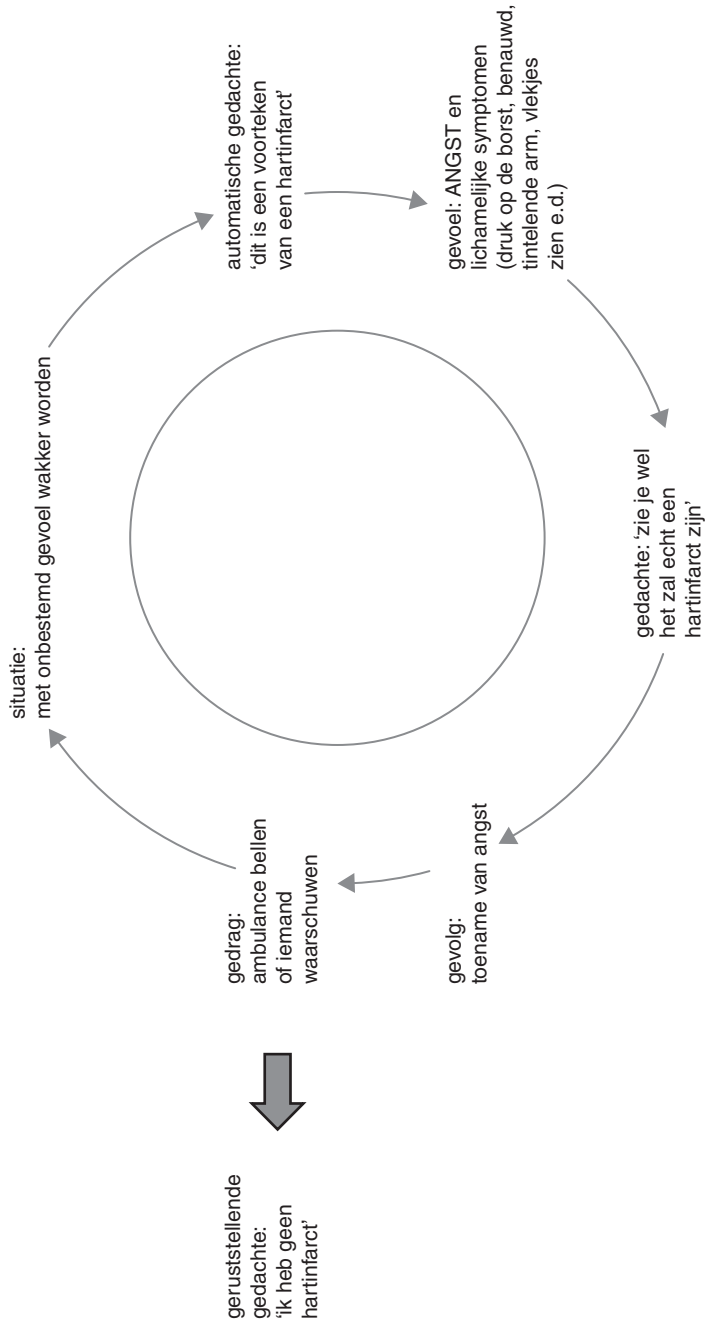 situatie:
met onbestemd gevoel wakker worden
automatische gedachte:
‘dit is een voorteken
van een hartinfarct’
gevoel: ANGST en
lichamelijke symptomen
(druk op de borst, benauwd,
tintelende arm, vlekjes
zien e.d.)
gedachte: ‘zie je wel
het zal echt een
hartinfarct zijn’
gevolg:
toename van angst
gedrag:
ambulance bellen
of iemand
waarschuwen
geruststellende
gedachte:
‘ik heb geen
hartinfarct’